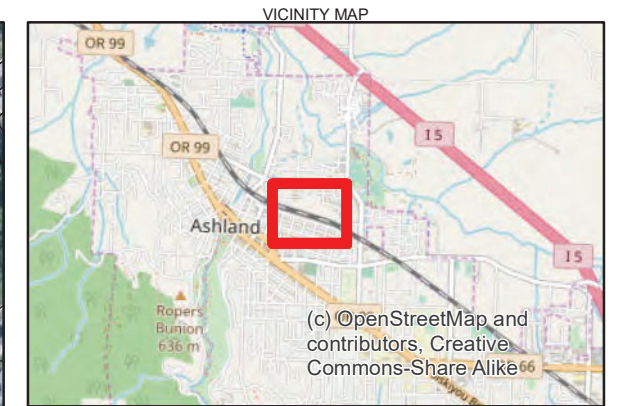 VICINITY MAP
OR 99
OR 99
I 5
Ashland
I 5
Ropers
Bunion
636 m
(c) OpenStreetMap and
contributors, Creative
Commons-Share Alike
66